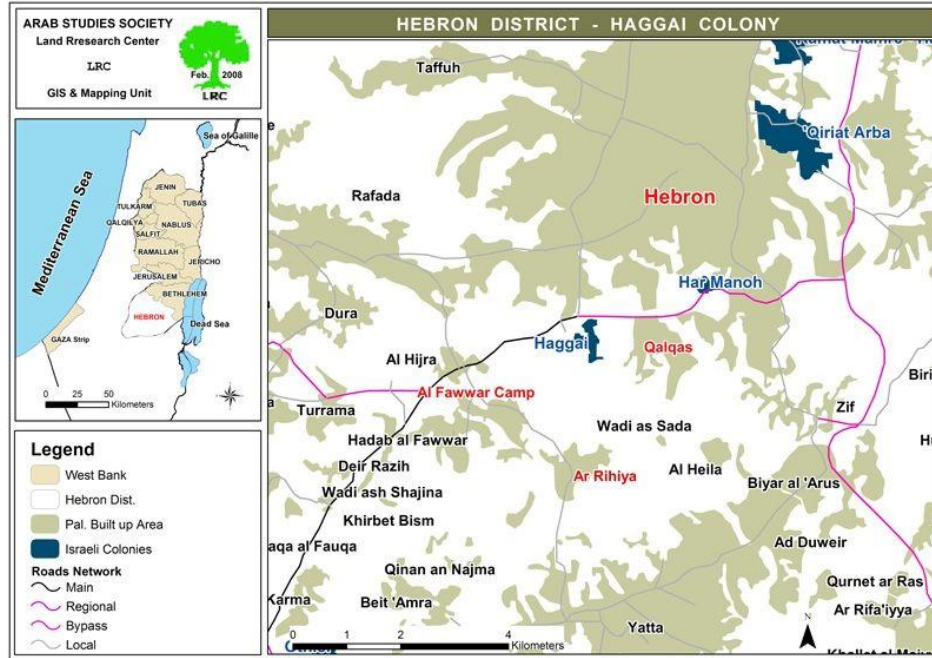 ARAB STUDIES SOCIETY
Land Rresearch Center
LRC
GIS & Mapping Unit
Feb. 2008
LRC
HEBRON DISTRICT - HAGGAI COLONY
Mediterranean Sea
Sea of Galille
JENIN
TULKARM
TUBAS
QALQILYA
NABLUS
SALFIT
RAMALLAH
JERICHO
JERUSALEM
BETHLEHEM
HEBRON
Dead Sea
GAZA Strip
0 25 50
Kilometers
Legend
West Bank
Hebron Dist.
Pal. Built up Area
Israeli Colonies
Roads Network
Main
Regional
Bypass
Local
Taffuh
'Qiriat Arba
Rafada
Hebron
Har Manoh
Dura
Haggai
Qalqas
Al Hijra
Al Fawwar Camp
Turrama
Zif
Wadi as Sada
Hadab al Fawwar
Deir Razih
Ar Rihiya
Al Heila
Biyar al 'Arus
Wadi ash Shajina
Khirbet Bism
aqa al Fauqa
Ad Duweir
Qinan an Najma
Qurnet ar Ras
Karma
Beit 'Amra
Ar Rifa'iyya
Yatta
0 1 2 4
Kilometers
N